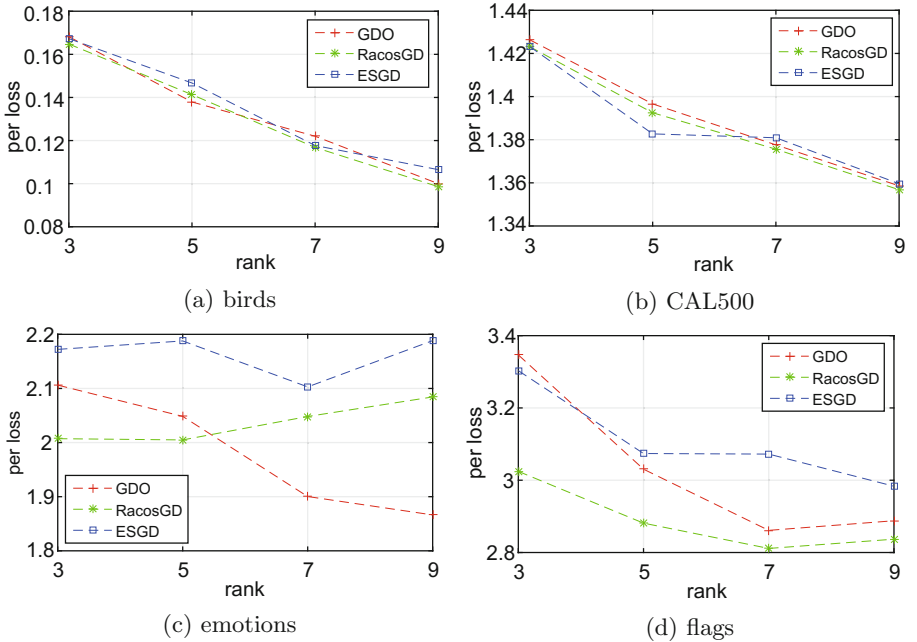 0.18
0.16
0.14
0.12
0.1
0.08
per loss
GDO
RacosGD
ESGD
3 5 7 9
rank
(a) birds
1.44
1.42
1.4
1.38
1.36
1.34
per loss
GDO
RacosGD
ESGD
3 5 7 9
rank
(b) CAL500
2.2
2.1
2
1.9
1.8
per loss
GDO
RacosGD
ESGD
3 5 7 9
rank
(c) emotions
3.4
3.2
3
2.8
per loss
GDO
RacosGD
ESGD
3 5 7 9
rank
(d) flags